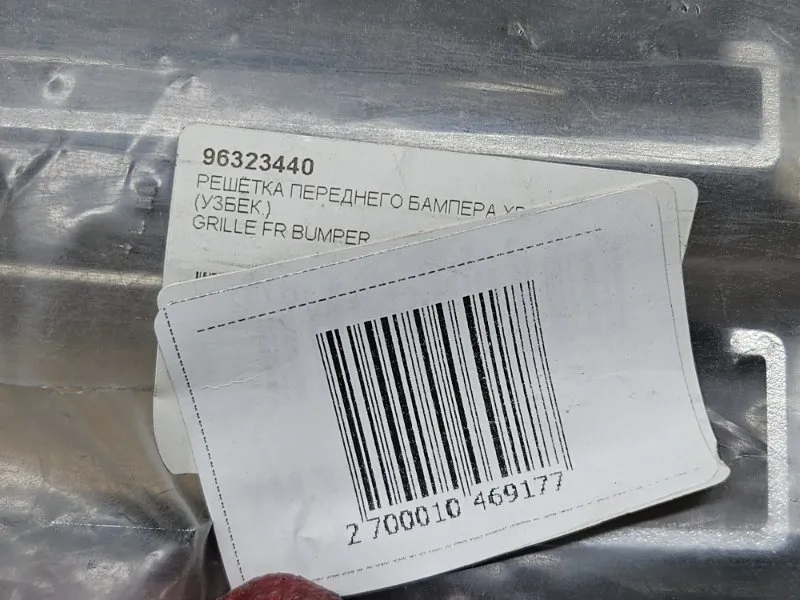 96323440
РЕШЁТКА ПЕРЕДНЕГО БАМПЕРА
(УЗБЕК.)
GRILLE FR BUMPER
2 700010 469177